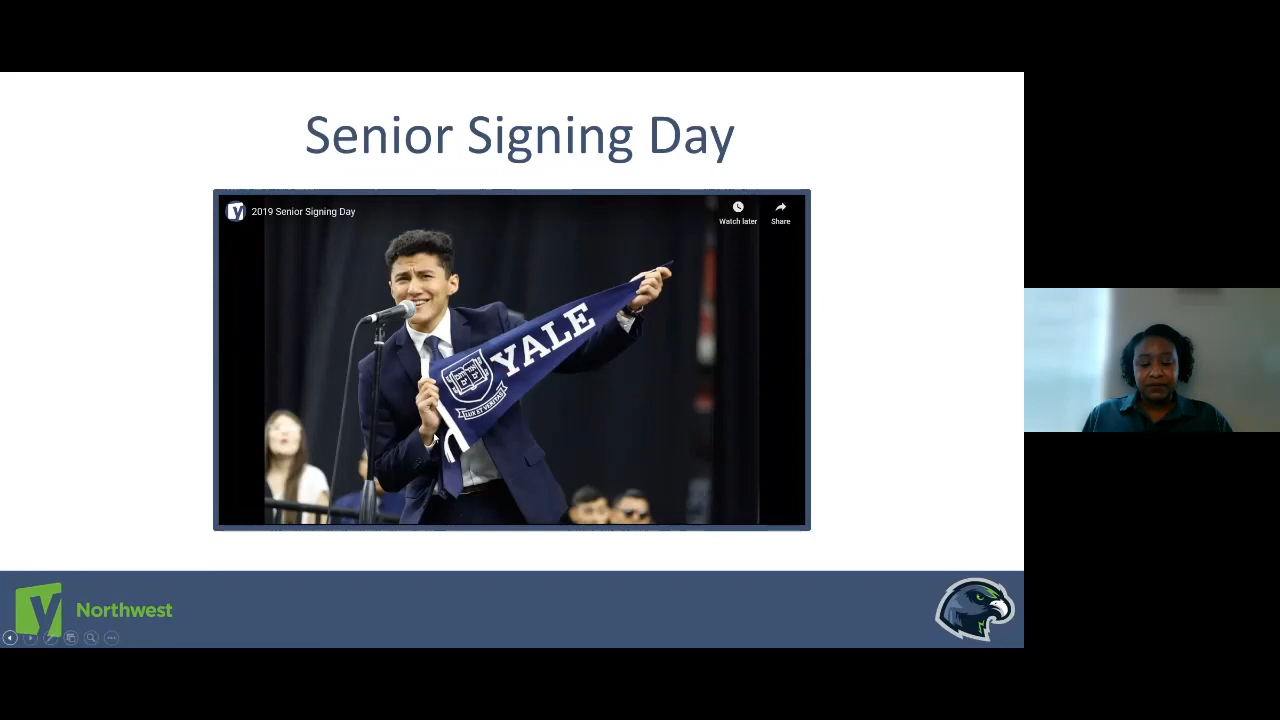 Senior Signing Day
2019 Senior Signing Day
Watch later
Share
YALE
LUX ET VERITAS
Northwest